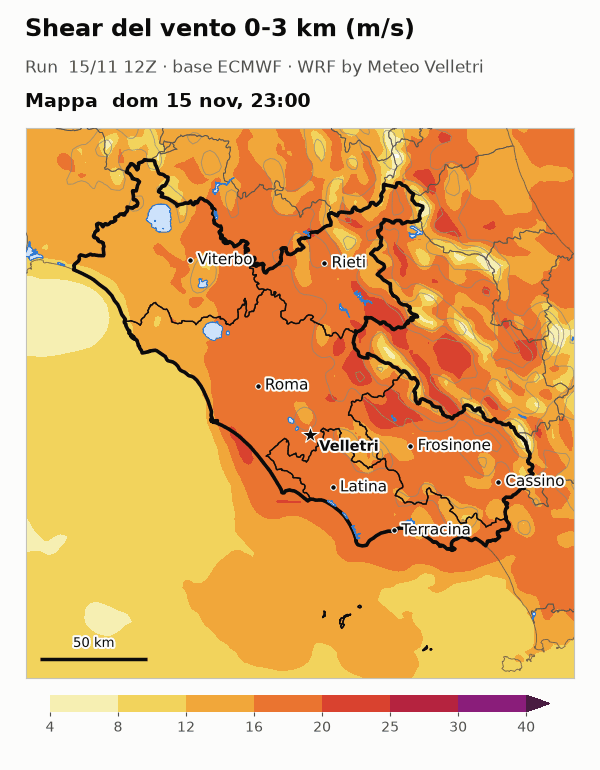 Shear del vento 0-3 km (m/s)
Run  15/11 12Z · base ECMWF · WRF by Meteo Velletri
Mappa  dom 15 nov, 23:00
Viterbo
Rieti
Roma
Velletri
Frosinone
Latina
Cassino
Terracina
50 km
4 8 12 16 20 25 30 40